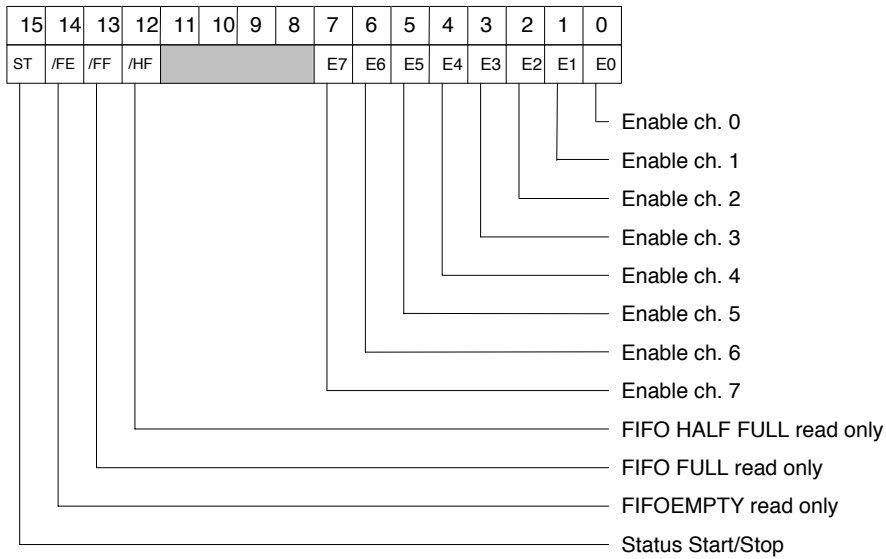 15 14 13 12 11 10 9 8 7 6 5 4 3 2 1 0
ST /FE /FF /HF E7 E6 E5 E4 E3 E2 E1 E0
Enable ch. 0
Enable ch. 1
Enable ch. 2
Enable ch. 3
Enable ch. 4
Enable ch. 5
Enable ch. 6
Enable ch. 7
FIFO HALF FULL read only
FIFO FULL read only
FIFOEMPTY read only
Status Start/Stop